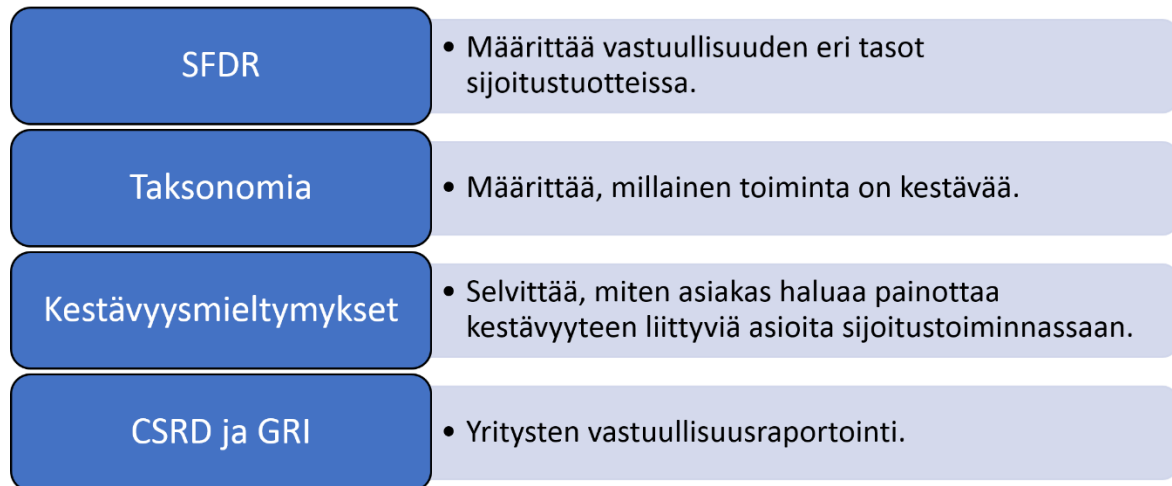 SFDR
• Määrittää vastuullisuuden eri tasot
sijoitustuotteissa.
Taksonomia
• Määrittää, millainen toiminta on kestävää.
Kestävyysmieltymykset
• Selvittää, miten asiakas haluaa painottaa
kestävyyteen liittyviä asioita sijoitustoiminnassaan.
CSRD ja GRI
• Yritysten vastuullisuusraportointi.